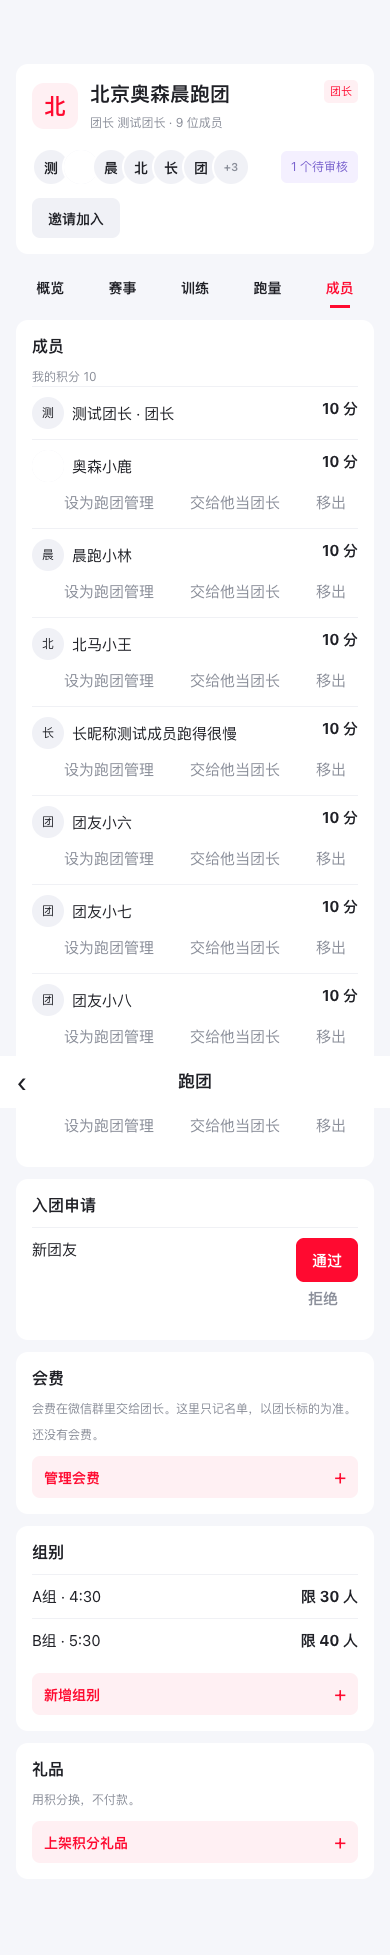 北
北京奥森晨跑团
团长
团长 测试团长 · 9 位成员
测 晨 北 长 团 +3
1 个待审核
邀请加入
概览 赛事 训练 跑量 成员
成员
我的积分 10
测 测试团长 · 团长 10 分
奥森小鹿 10 分
设为跑团管理 交给他当团长 移出
晨 晨跑小林 10 分
设为跑团管理 交给他当团长 移出
北 北马小王 10 分
设为跑团管理 交给他当团长 移出
长 长昵称测试成员跑得很慢 10 分
设为跑团管理 交给他当团长 移出
团 团友小六 10 分
设为跑团管理 交给他当团长 移出
团 团友小七 10 分
设为跑团管理 交给他当团长 移出
团 团友小八 10 分
设为跑团管理 交给他当团长 移出
‹ 跑团
设为跑团管理 交给他当团长 移出
入团申请
新团友 通过
拒绝
会费
会费在微信群里交给团长。这里只记名单，以团长标的为准。
还没有会费。
管理会费 +
组别
A组 · 4:30 限 30 人
B组 · 5:30 限 40 人
新增组别 +
礼品
用积分换，不付款。
上架积分礼品 +